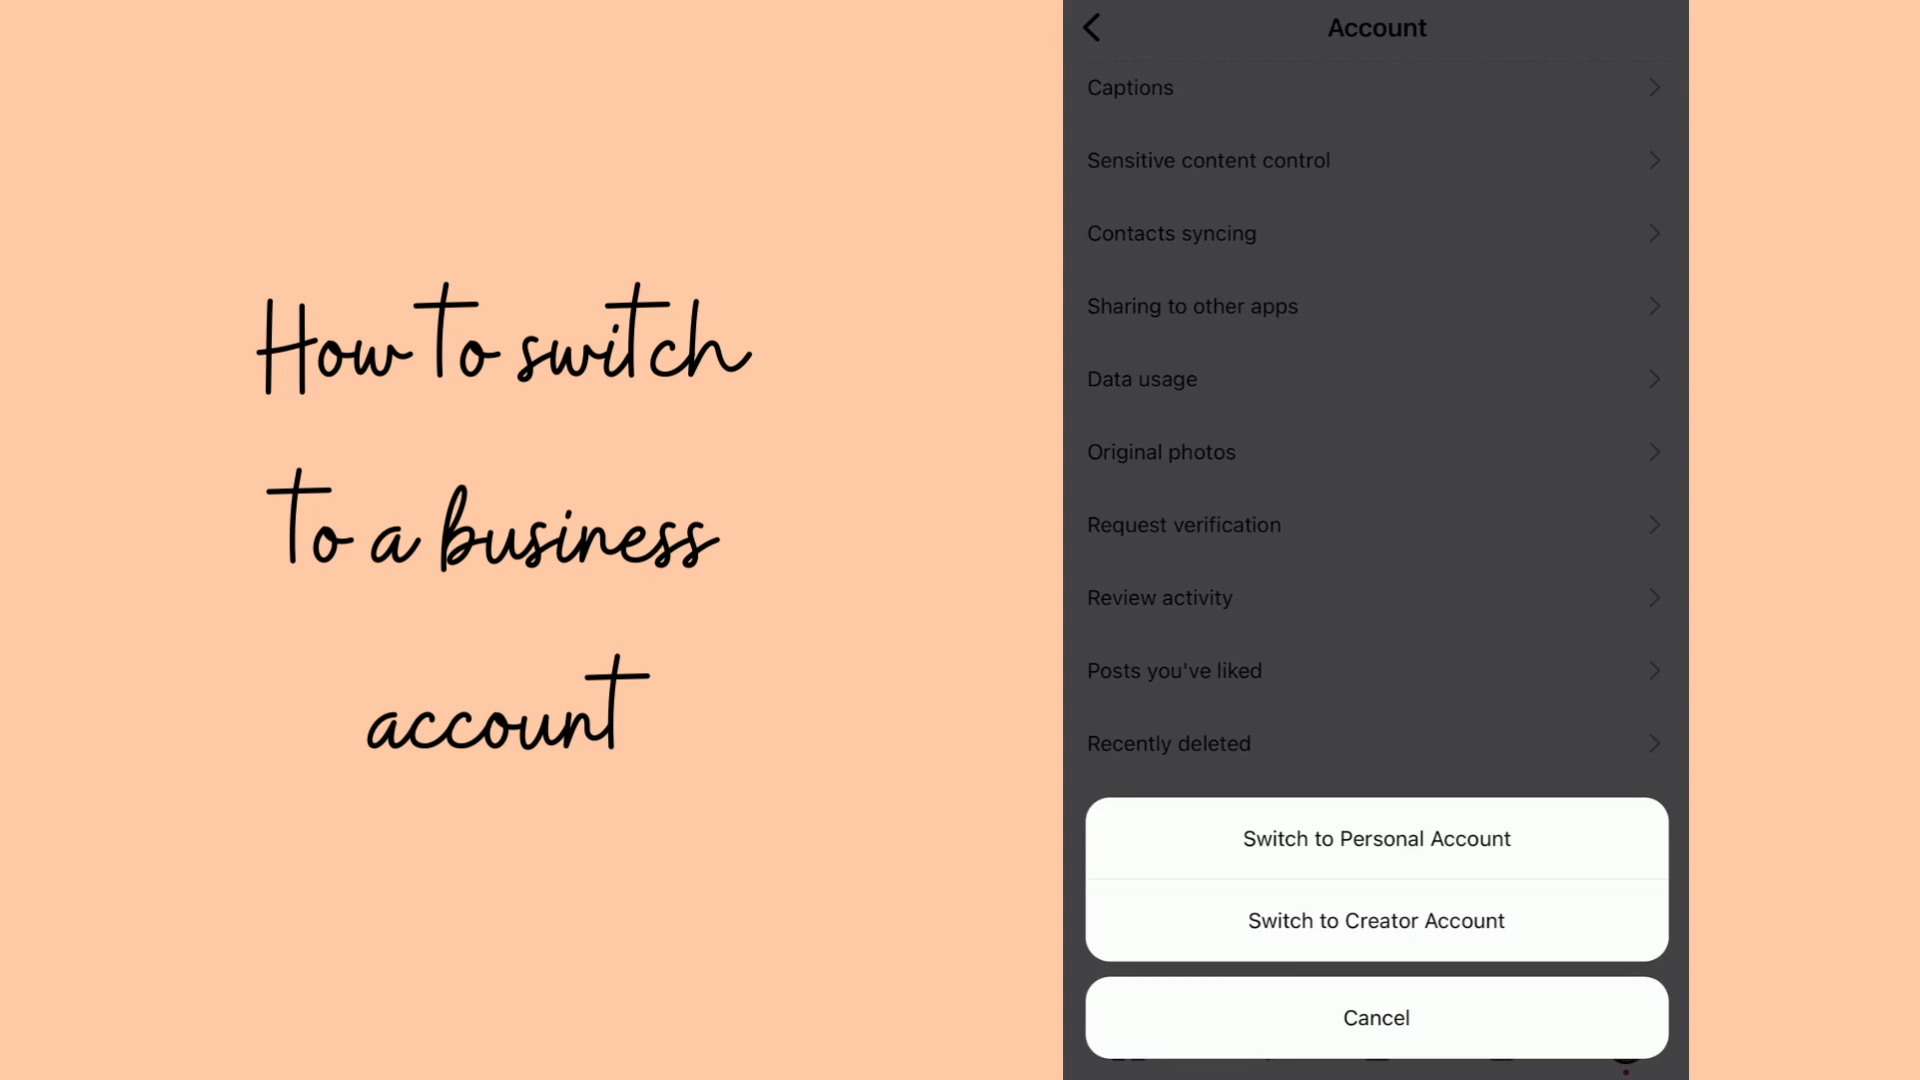 How to switch
to a business
account
Account
Captions
Sensitive content control
Contacts syncing
Sharing to other apps
Data usage
Original photos
Request verification
Review activity
Posts you've liked
Recently deleted
Switch to Personal Account
Switch to Creator Account
Cancel